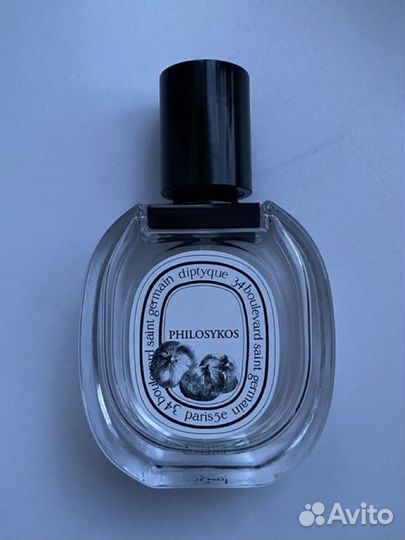 diptyque 34 boulevard saint germain
paris 5e
34 boulevard saint germain
PHILOSYKOS
Avito